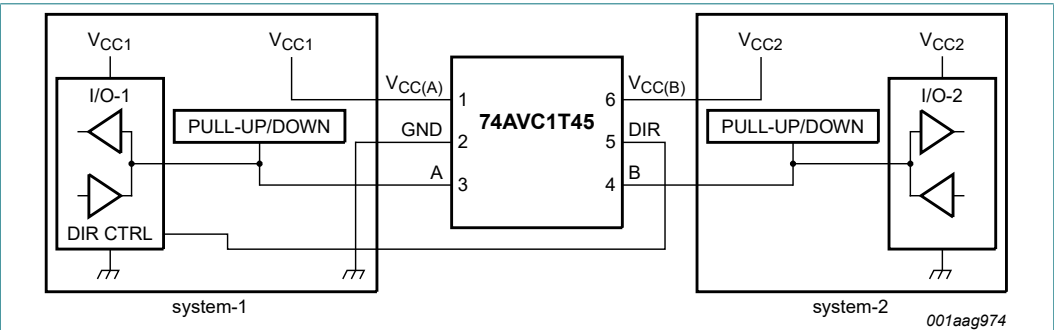 VCC1
VCC1
I/O-1
PULL-UP/DOWN
DIR CTRL
system-1
VCC(A)
1
GND
2
A
3
74AVC1T45
VCC(B)
6
DIR
5
B
4
VCC2
VCC2
PULL-UP/DOWN
I/O-2
system-2
001aag974